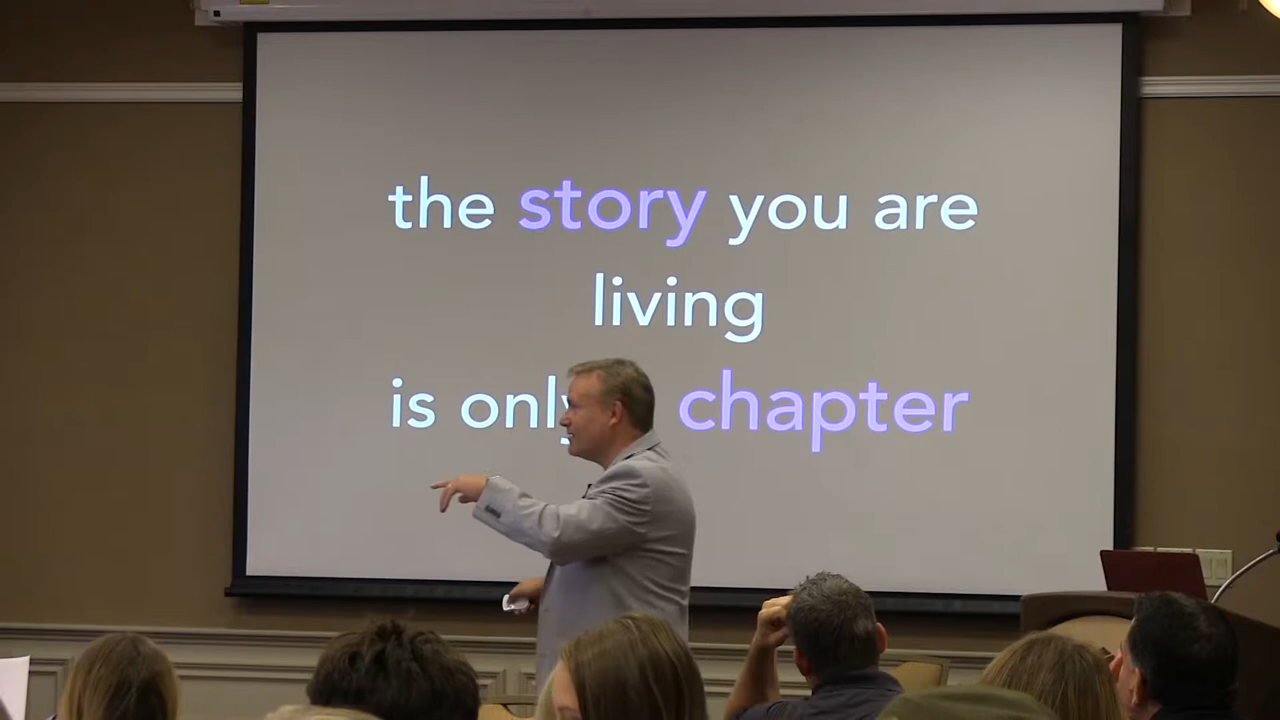 the story you are
living
is only chapter